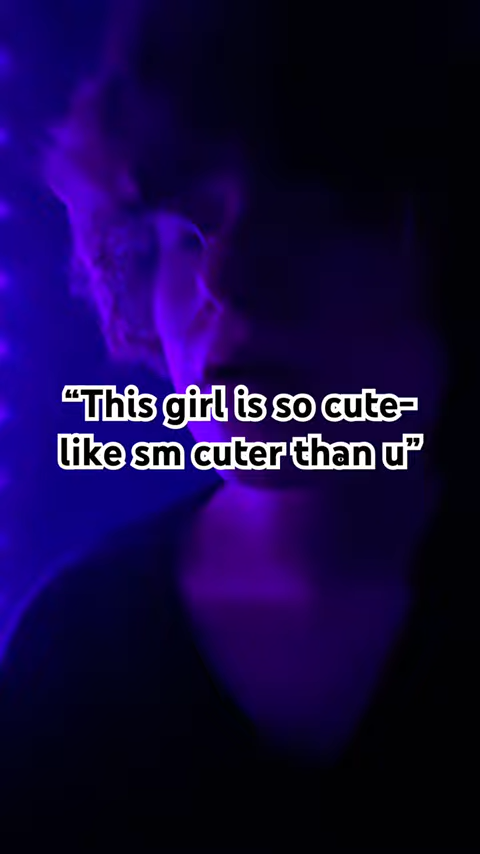 “This girl is so cute-
like sm cuter than u”